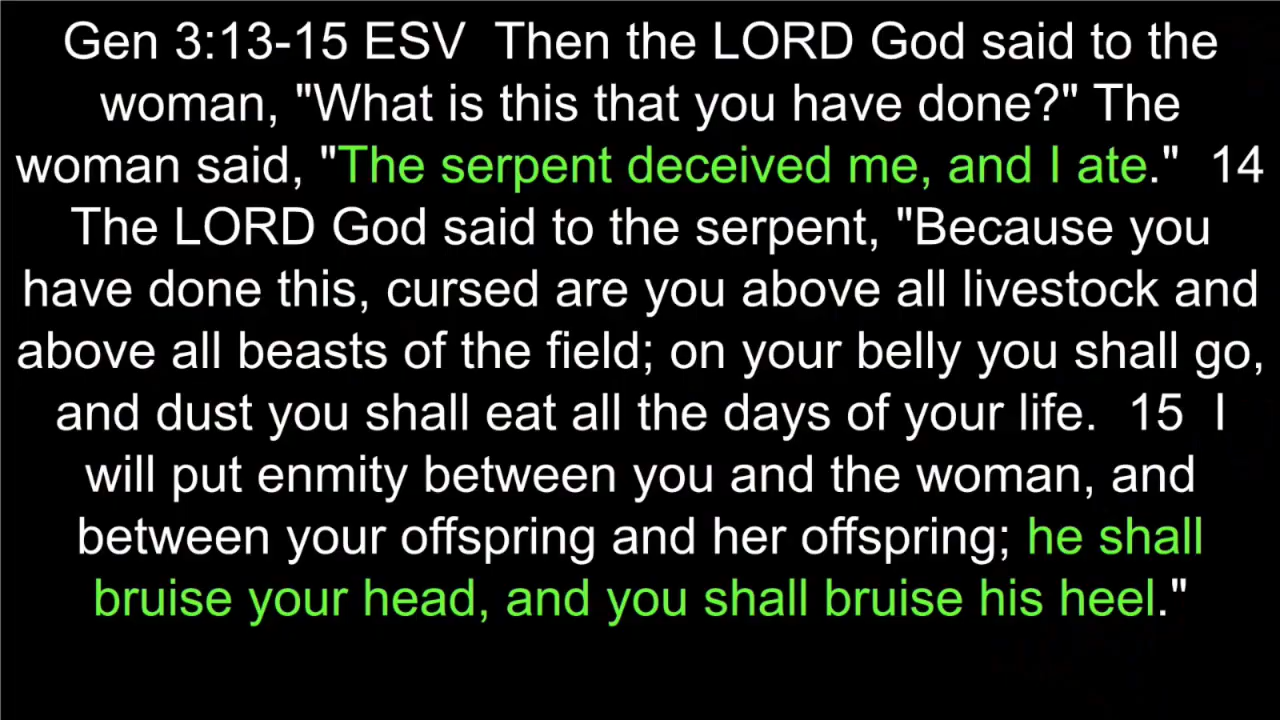 Gen 3:13-15 ESV  Then the LORD God said to the
woman, "What is this that you have done?" The
woman said, "The serpent deceived me, and I ate."  14
The LORD God said to the serpent, "Because you
have done this, cursed are you above all livestock and
above all beasts of the field; on your belly you shall go,
and dust you shall eat all the days of your life.  15  I
will put enmity between you and the woman, and
between your offspring and her offspring; he shall
bruise your head, and you shall bruise his heel."